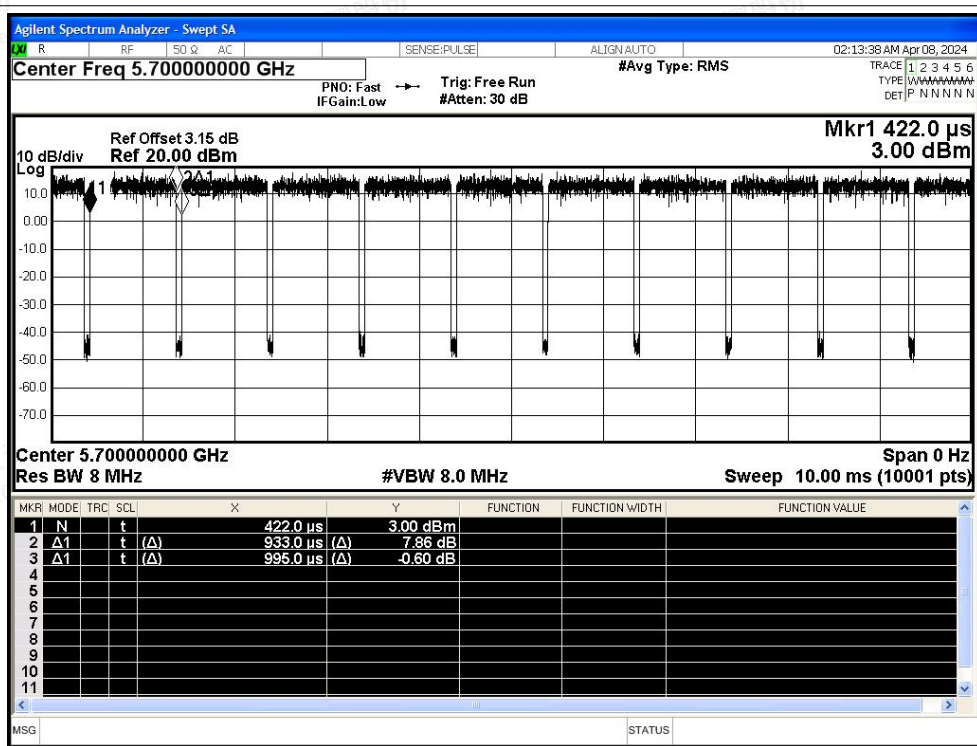 Agilent Spectrum Analyzer - Swept SA
LXI R RF 50 Ω AC SENSE:PULSE ALIGN AUTO 02:13:38 AM Apr 08, 2024
Center Freq 5.700000000 GHz #Avg Type: RMS TRACE 1 2 3 4 5 6
PNO: Fast Trig: Free Run TYPE WWWWWW
IFGain:Low #Atten: 30 dB DET P N N N N N
Mkr1 422.0 µs
Ref Offset 3.15 dB
10 dB/div Ref 20.00 dBm 3.00 dBm
Log
2Δ1
10.0 1
0.00
-10.0
-20.0
-30.0
-40.0
-50.0
-60.0
-70.0
Center 5.700000000 GHz Span 0 Hz
Res BW 8 MHz #VBW 8.0 MHz Sweep 10.00 ms (10001 pts)
MKR MODE TRC SCL X Y FUNCTION FUNCTION WIDTH FUNCTION VALUE
1 N t 422.0 µs 3.00 dBm
2 Δ1 t (Δ) 933.0 µs (Δ) 7.86 dB
3 Δ1 t (Δ) 995.0 µs (Δ) -0.60 dB
4
5
6
7
8
9
10
11
MSG STATUS